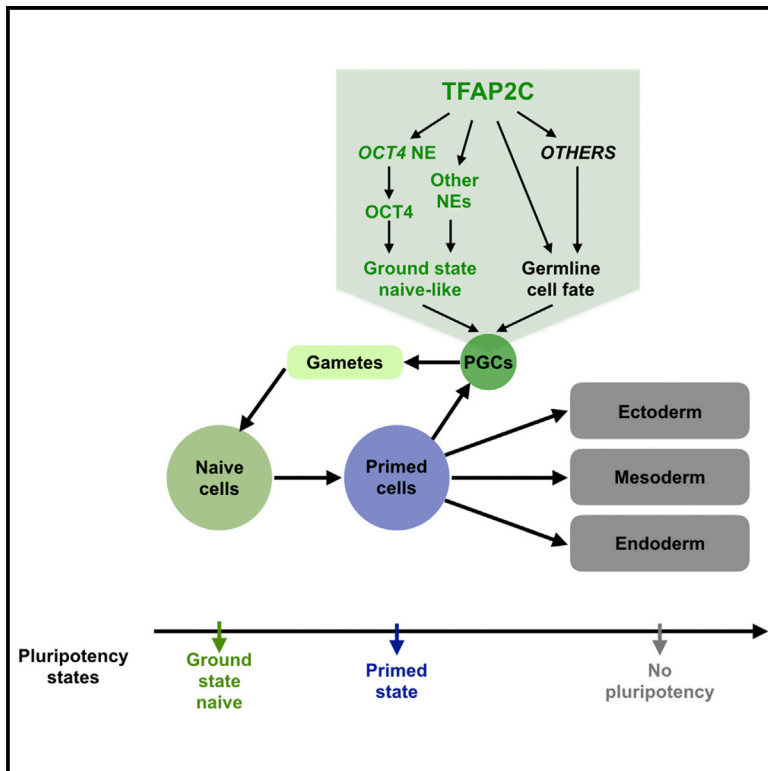 TFAP2C
OCT4 NE
OTHERS
Other
NEs
OCT4
Ground state
naive-like
Germline
cell fate
Gametes
PGCs
Naive
cells
Primed
cells
Ectoderm
Mesoderm
Endoderm
Pluripotency
states
Ground
state
naive
Primed
state
No
pluripotency